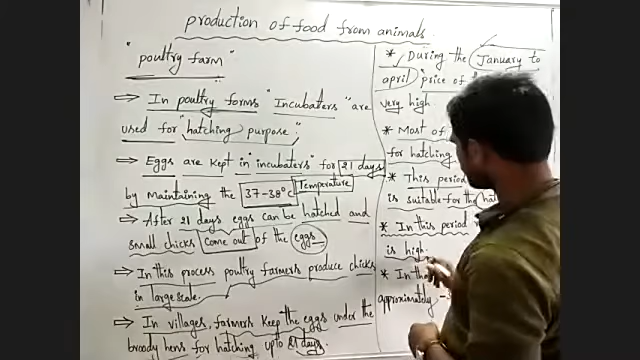 production of food from animals.
"poultry farm"
⇒ In poultry forms "Incubaters" are
used for "hatching purpose".
⇒ Eggs are kept in "incubaters" for 21 days
by maintaining the 37-38°c Temperature
⇒ After 21 days eggs can be hatched and
small chicks come out of the eggs
⇒ In this process poultry farmers produce chicks
in large scale.
⇒ In villages, farmers keep the eggs under the
broody hens for hatching upto 21 days
* During the January to
april price of
very high.
* Most of
for hatching
* This period
is suitable for the
* In this period
is high.
* In
approximately -